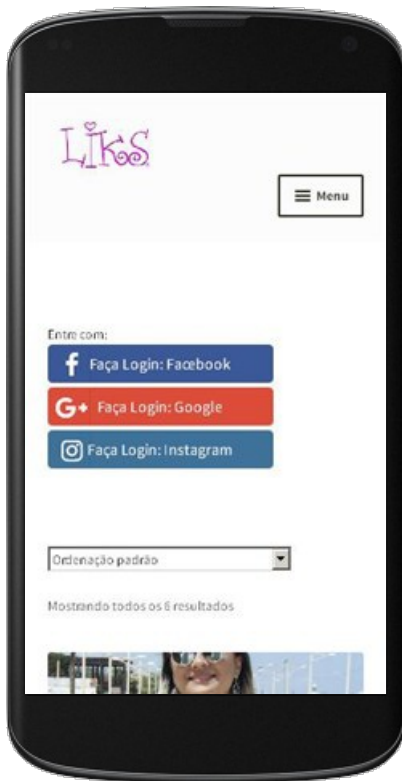 LiKS
Menu
Entre com:
Faça Login: Facebook
G+ Faça Login: Google
Faça Login: Instagram
Ordenação padrão
Mostrando todos os 6 resultados